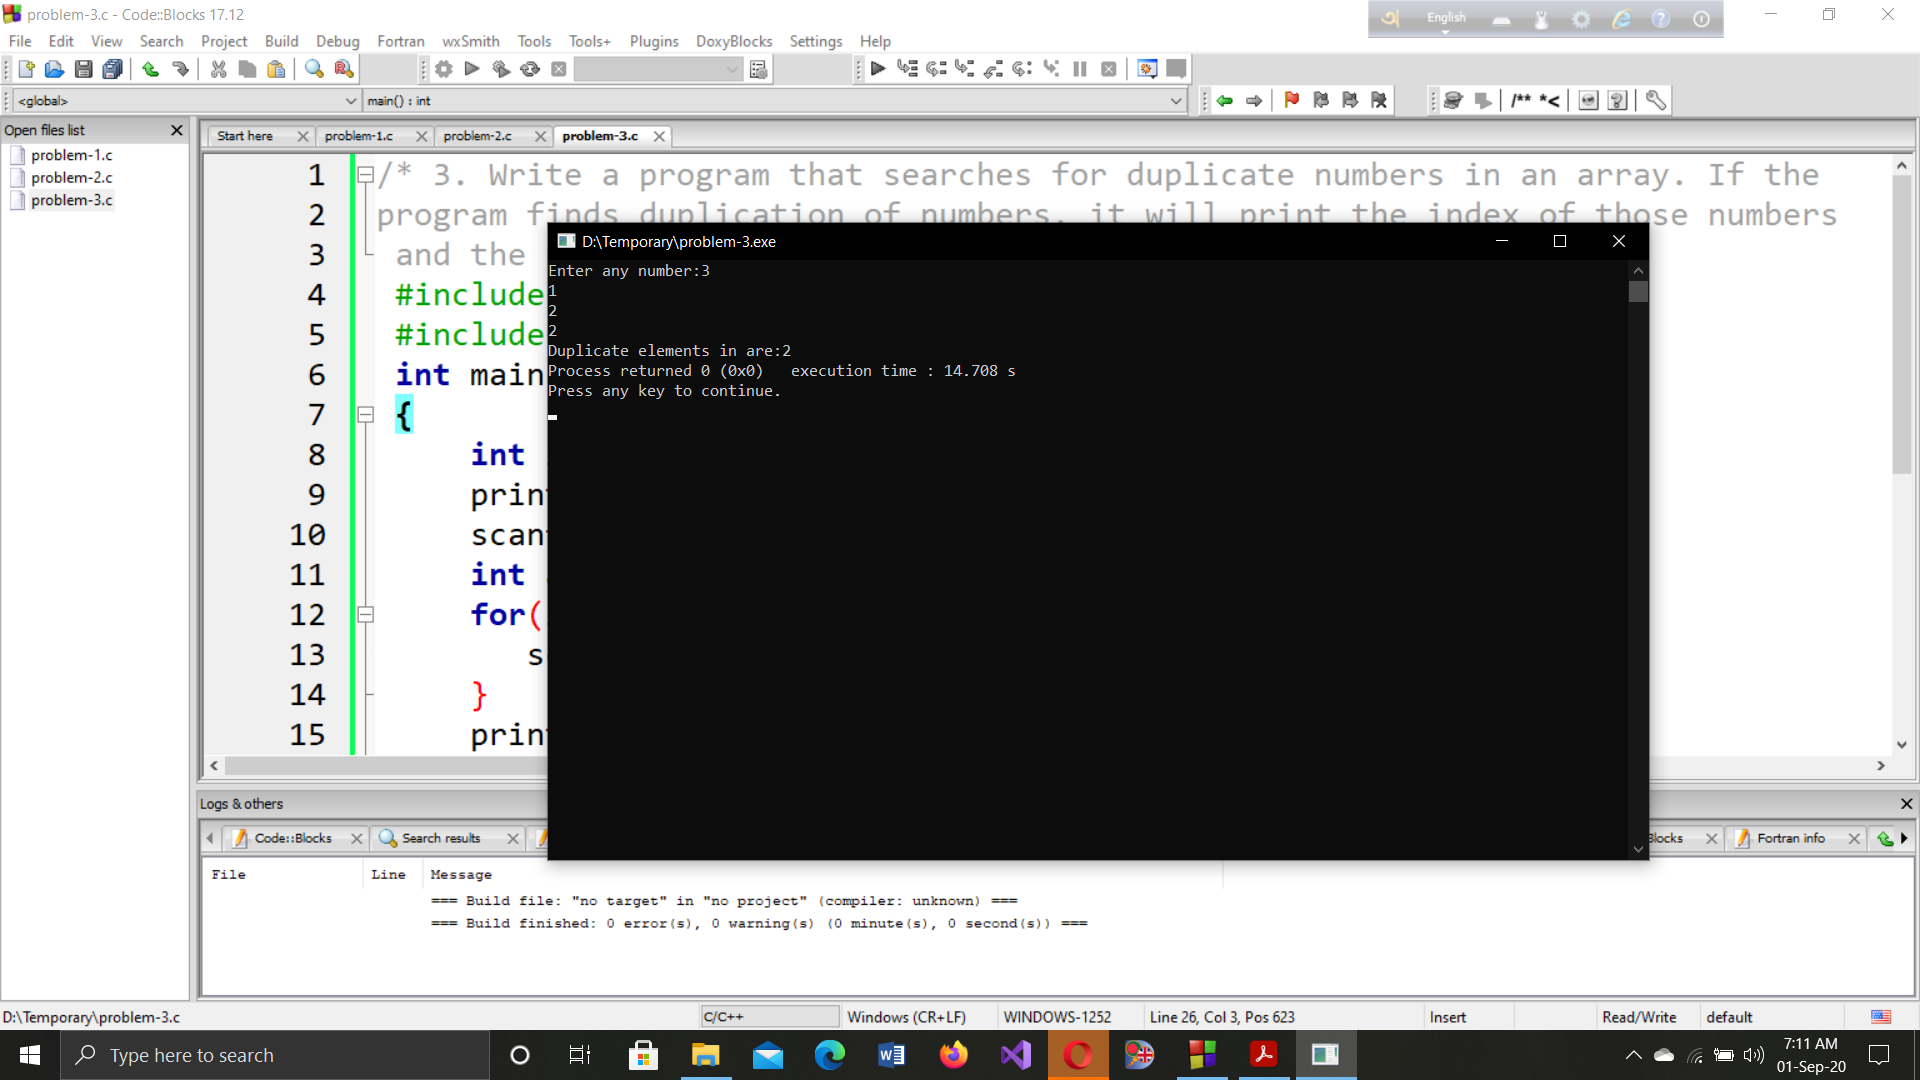 problem-3.c - Code::Blocks 17.12
English
File Edit View Search Project Build Debug Fortran wxSmith Tools Tools+ Plugins DoxyBlocks Settings Help
<global> main() : int /** *<
Open files list
problem-1.c
problem-2.c
problem-3.c
Start here problem-1.c problem-2.c problem-3.c
1 /* 3. Write a program that searches for duplicate numbers in an array. If the
2 program finds duplication of numbers, it will print the index of those numbers
3 and the
4 #include
5 #include
6 int main
7 {
8 int
9
10
11 int
12 for(
13
14 }
15
D:\Temporary\problem-3.exe
Enter any number:3
1
2
2
Duplicate elements in are:2
Process returned 0 (0x0)   execution time : 14.708 s
Press any key to continue.
Logs & others
Code::Blocks Search results Fortran info
File Line Message
=== Build file: "no target" in "no project" (compiler: unknown) ===
=== Build finished: 0 error(s), 0 warning(s) (0 minute(s), 0 second(s)) ===
D:\Temporary\problem-3.c C/C++ Windows (CR+LF) WINDOWS-1252 Line 26, Col 3, Pos 623 Insert Read/Write default
Type here to search
7:11 AM
01-Sep-20